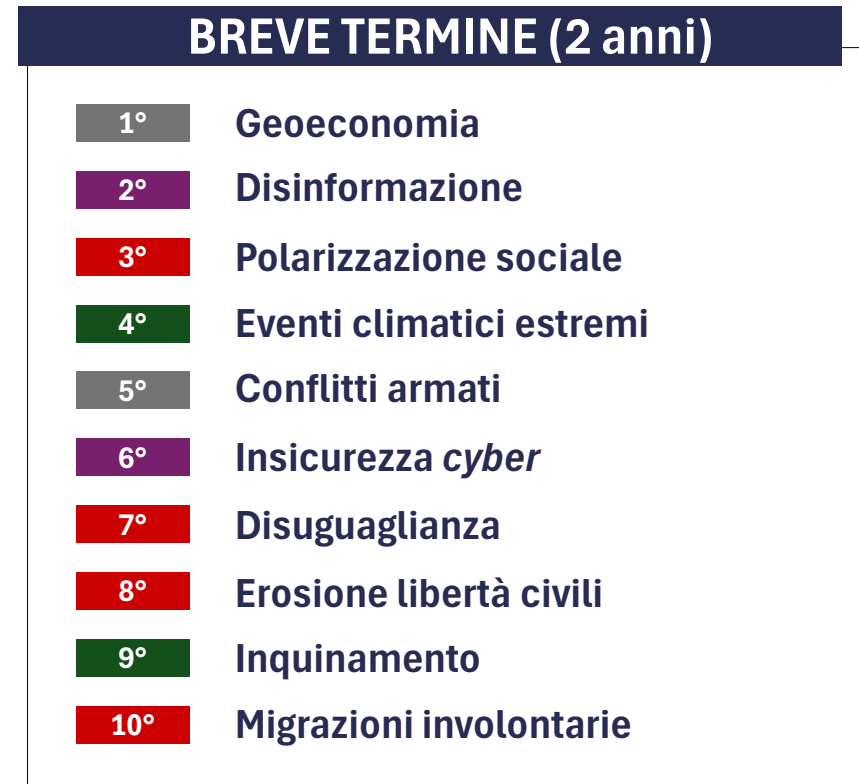 BREVE TERMINE (2 anni)
1° Geoeconomia
2° Disinformazione
3° Polarizzazione sociale
4° Eventi climatici estremi
5° Conflitti armati
6° Insicurezza cyber
7° Disuguaglianza
8° Erosione libertà civili
9° Inquinamento
10° Migrazioni involontarie